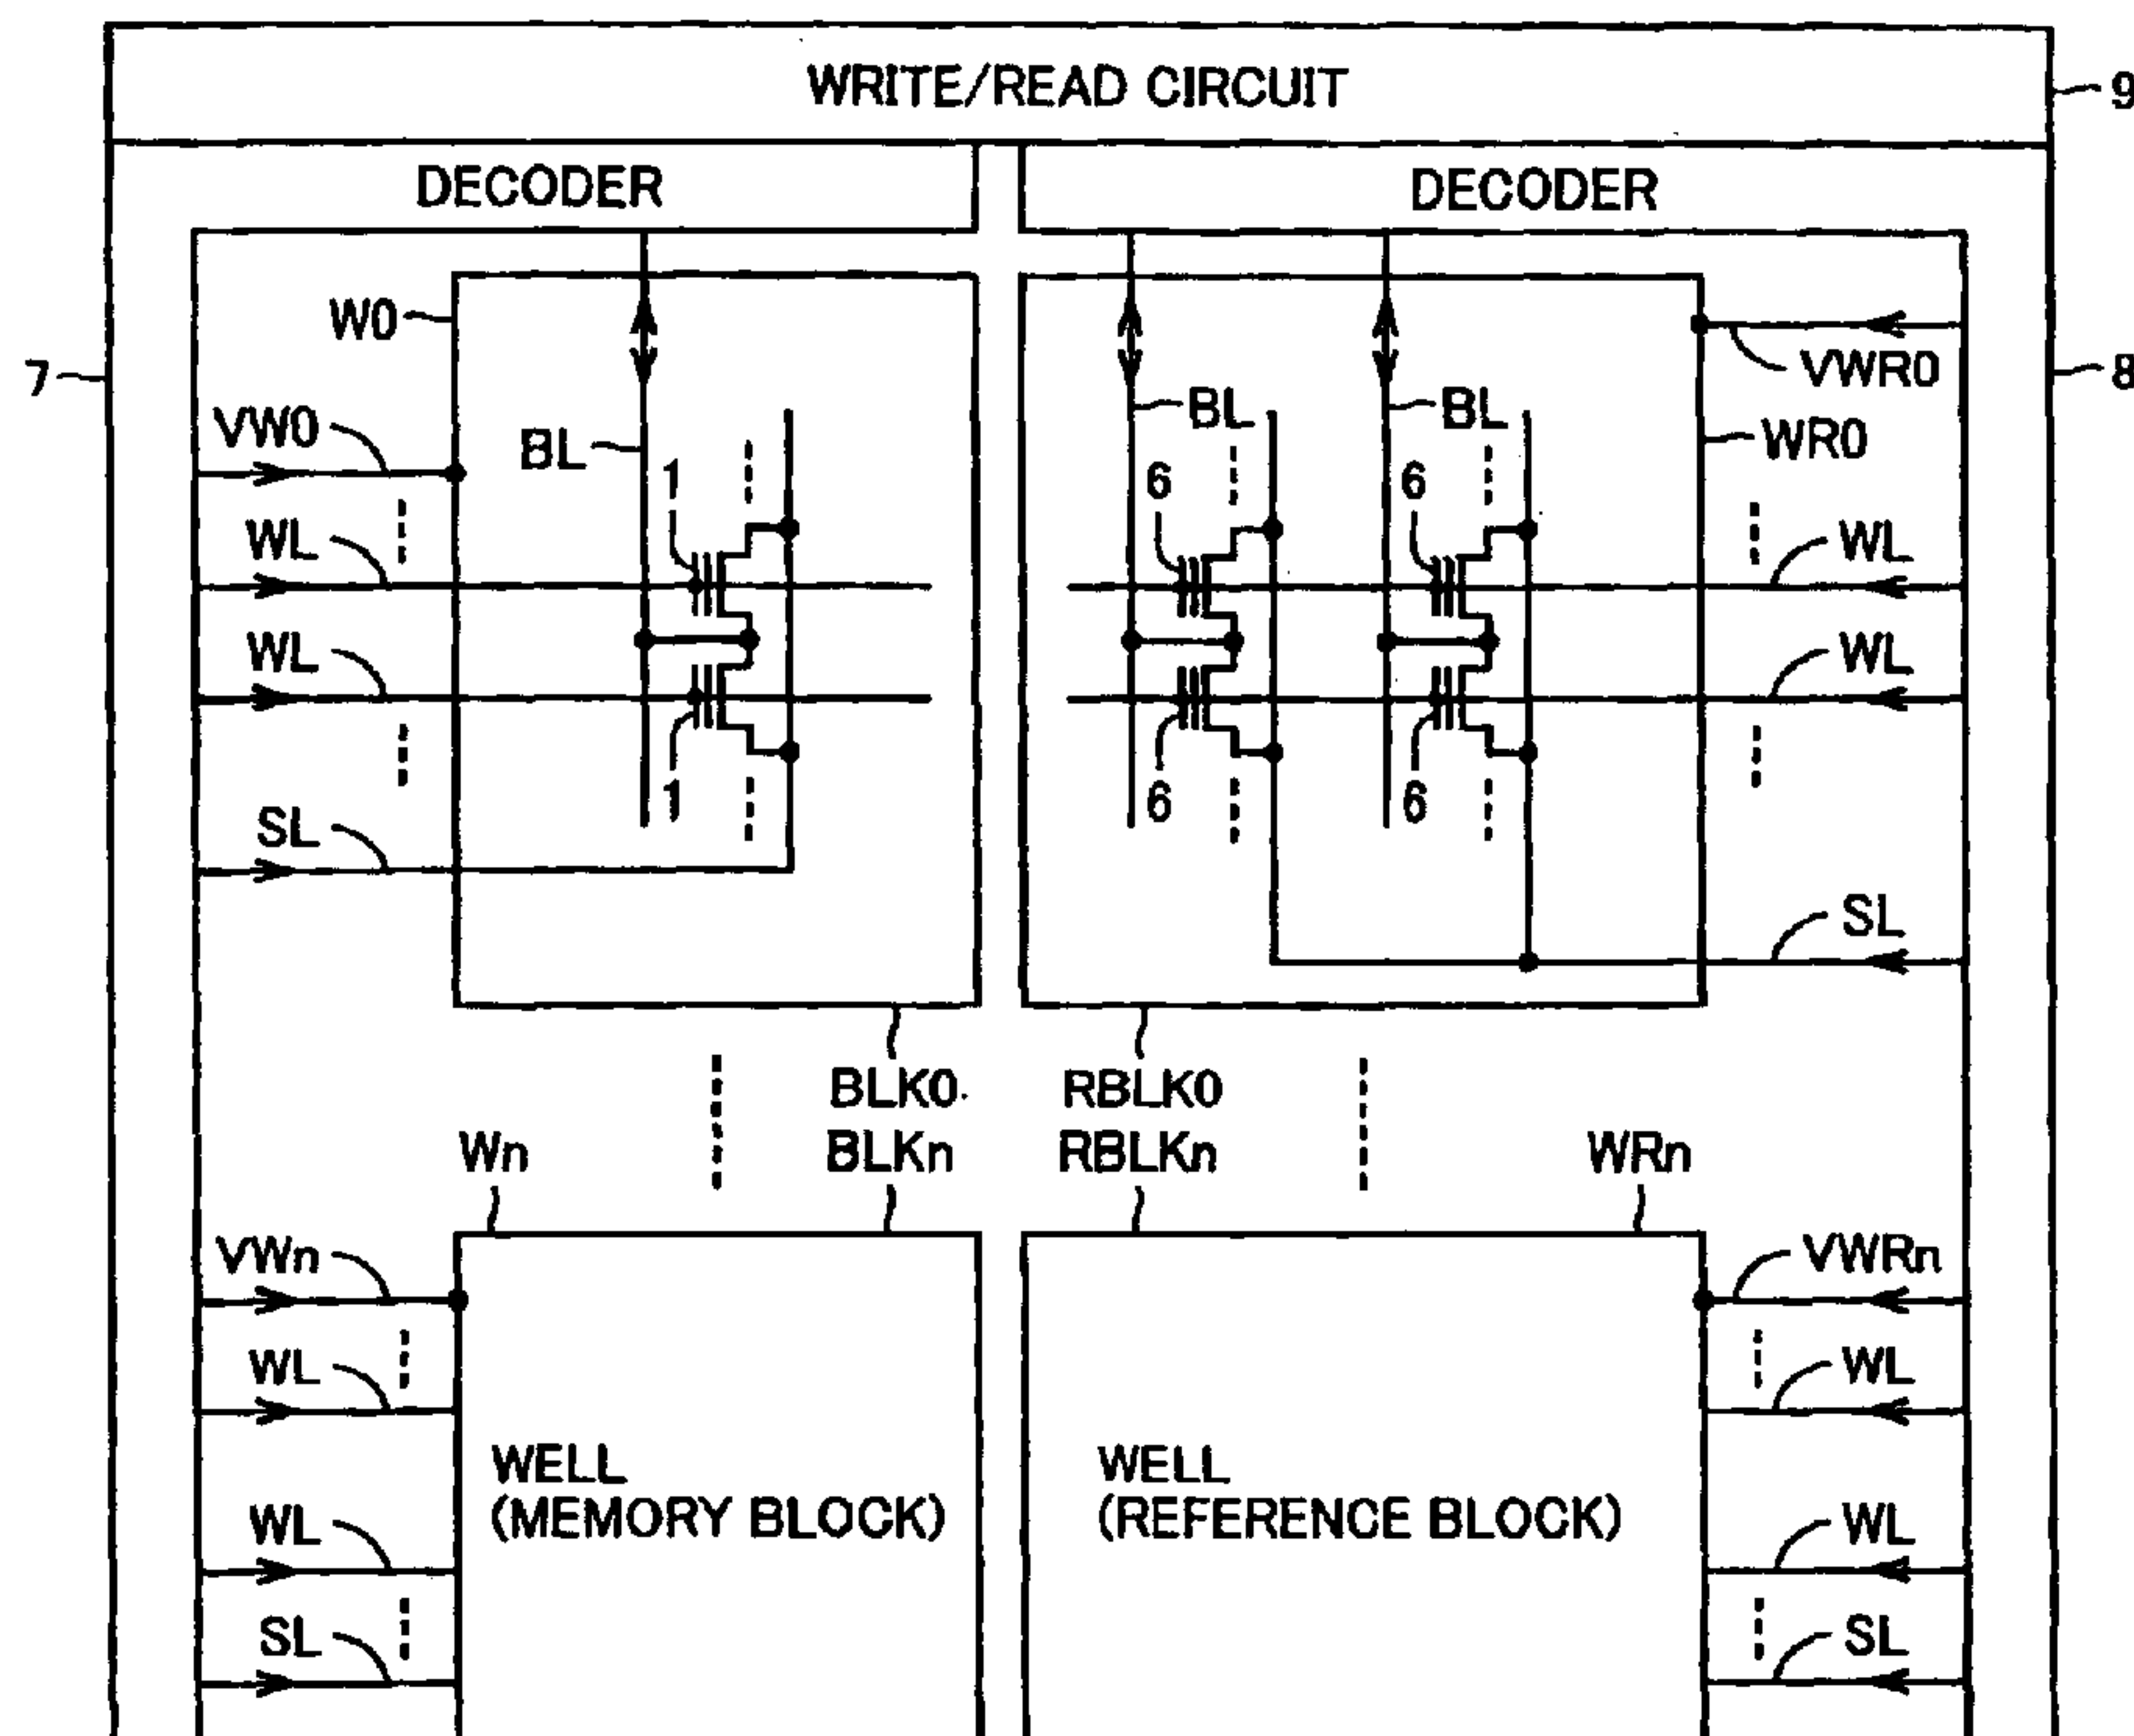 WRITE/READ CIRCUIT
9
DECODER
DECODER
W0
7
VWR0
8
VW0
BL
BL
BL
WR0
1
6
6
WL
WL
WL
WL
1
6
6
SL
SL
BLK0
RBLK0
Wn
BLKn
RBLKn
WRn
VWn
VWRn
WL
WL
WELL
(MEMORY BLOCK)
WELL
(REFERENCE BLOCK)
WL
WL
SL
SL